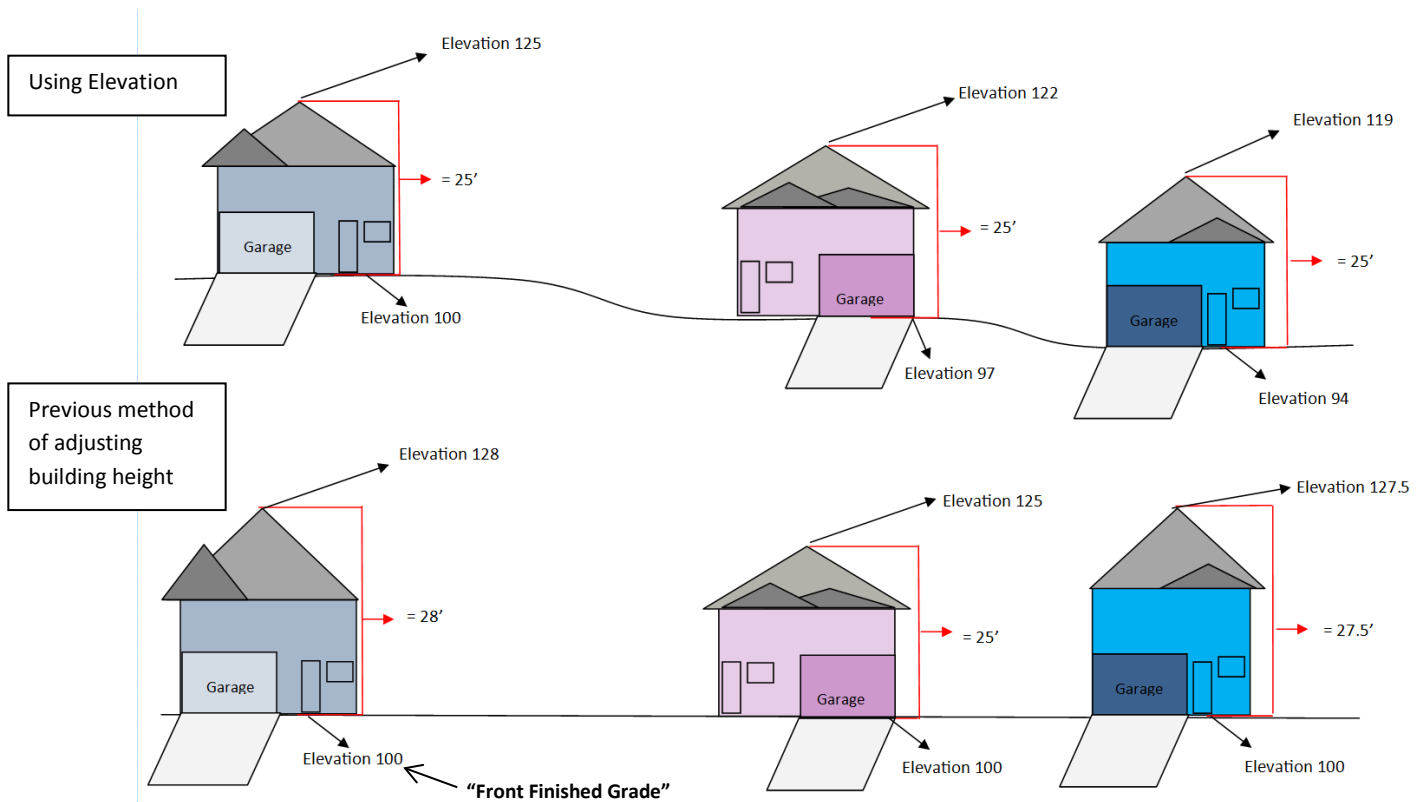 Using Elevation
Elevation 125
= 25’
Garage
Elevation 100
Elevation 122
= 25’
Garage
Elevation 97
Elevation 119
= 25’
Garage
Elevation 94
Previous method
of adjusting
building height
Elevation 128
= 28’
Garage
Elevation 100
“Front Finished Grade”
Elevation 125
= 25’
Garage
Elevation 100
Elevation 127.5
= 27.5’
Garage
Elevation 100